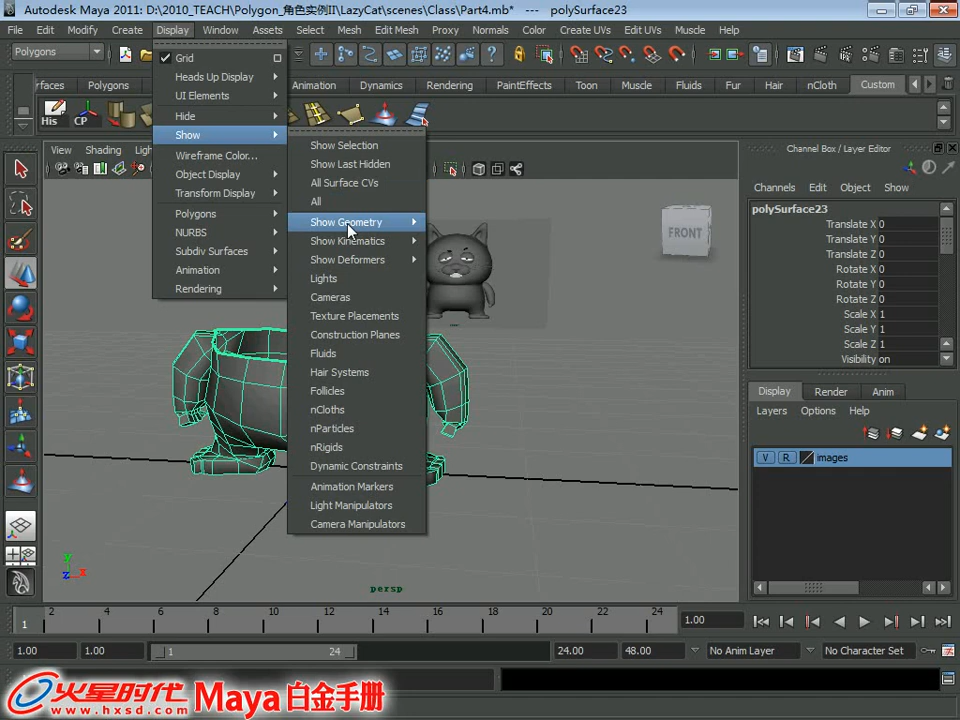 Autodesk Maya 2011: D:\2010_TEACH\Polygon_角色实例II\LazyCat\scenes\Class\Part4.mb* --- polySurface23
File Edit Modify Create Display Window Assets Select Mesh Edit Mesh Proxy Normals Color Create UVs Edit UVs Muscle Help
Polygons
rfaces Polygons Animation Dynamics Rendering PaintEffects Toon Muscle Fluids Fur Hair nCloth Custom
His CP
View Shading Ligh
Grid
Heads Up Display
UI Elements
Hide
Show
Wireframe Color...
Object Display
Transform Display
Polygons
NURBS
Subdiv Surfaces
Animation
Rendering
Show Selection
Show Last Hidden
All Surface CVs
All
Show Geometry
Show Kinematics
Show Deformers
Lights
Cameras
Texture Placements
Construction Planes
Fluids
Hair Systems
Follicles
nCloths
nParticles
nRigids
Dynamic Constraints
Animation Markers
Light Manipulators
Camera Manipulators
FRONT
y
z x
persp
Channel Box / Layer Editor
Channels Edit Object Show
polySurface23
Translate X 0
Translate Y 0
Translate Z 0
Rotate X 0
Rotate Y 0
Rotate Z 0
Scale X 1
Scale Y 1
Scale Z 1
Visibility on
Display Render Anim
Layers Options Help
V R images
2 4 6 8 10 12 14 16 18 20 22 24
1
1.00
1.00 1.00 1 24 24.00 48.00 No Anim Layer No Character Set
火星时代 Maya 白金手册
www.hxsd.com